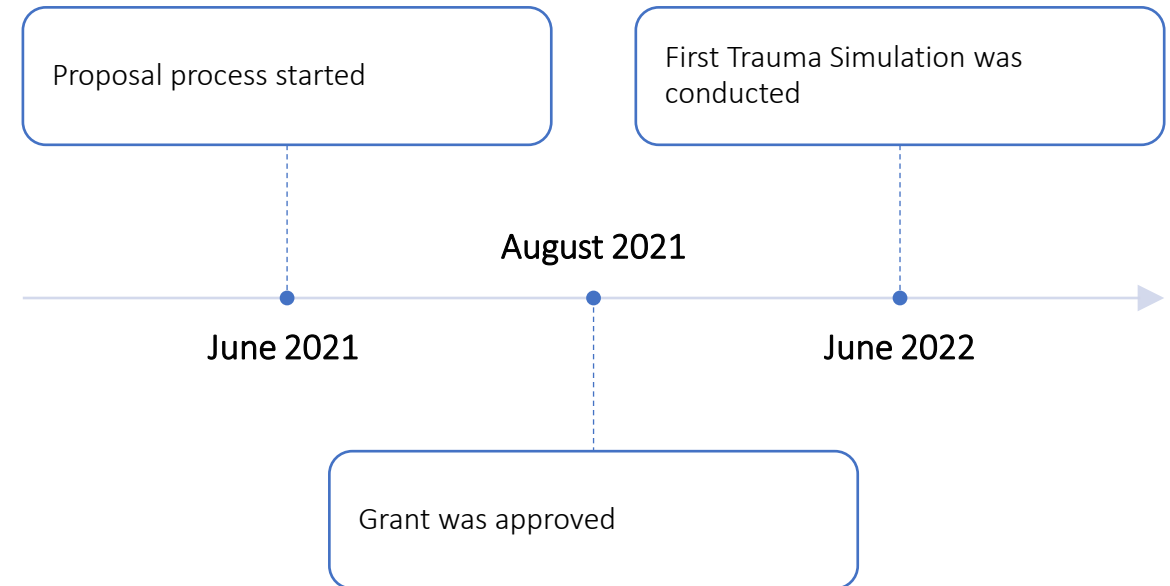 Proposal process started
First Trauma Simulation was
conducted
August 2021
June 2021
June 2022
Grant was approved